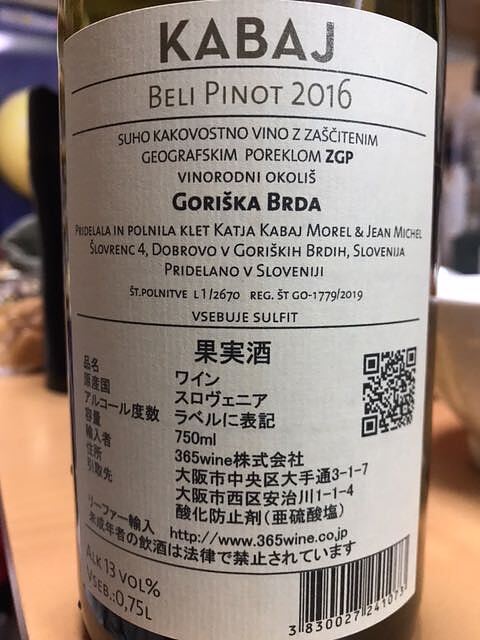 KABAJ
BELI PINOT 2016
SUHO KAKOVOSTNO VINO Z ZAŠČITENIM
GEOGRAFSKIM POREKLOM ZGP
VINORODNI OKOLIŠ
GORIŠKA BRDA
PRIDELALA IN POLNILA KLET KATJA KABAJ MOREL & JEAN MICHEL
ŠLOVRENC 4, DOBROVO V GORIŠKIH BRDIH, SLOVENIJA
PRIDELANO V SLOVENIJI
ŠT.POLNITVE L 1/2670 REG. ŠT GO-1779/2019
VSEBUJE SULFIT
果実酒
品名 ワイン
原産国 スロヴェニア
アルコール度数 ラベルに表記
容量 750ml
輸入者 365wine株式会社
住所 大阪市中央区大手通3-1-7
引取先 大阪市西区安治川1-1-4
酸化防止剤(亜硫酸塩)
リーファー輸入 http://www.365wine.co.jp
未成年者の飲酒は法律で禁止されています
ALK 13 VOL%
VSEB.:0,75L
3 830027 241073